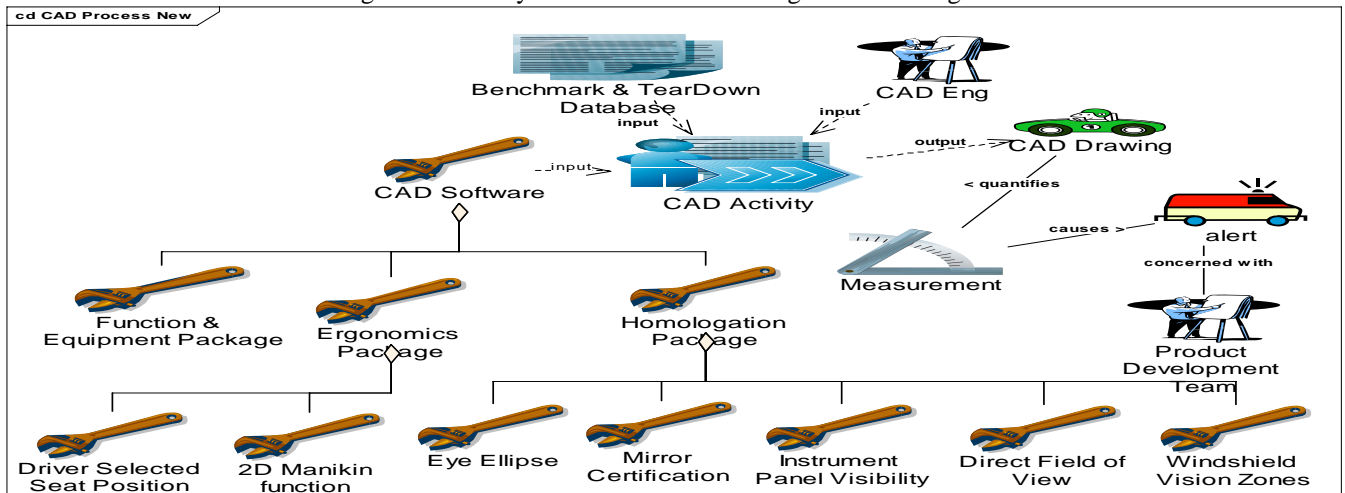 cd CAD Process New
Benchmark & TearDown
Database
CAD Eng
input
input
CAD Software
input
CAD Activity
output
CAD Drawing
< quantifies
Measurement
causes >
alert
concerned with
Product
Development
Team
Function &
Equipment Package
Ergonomics
Package
Homologation
Package
Driver Selected
Seat Position
2D Manikin
function
Eye Ellipse
Mirror
Certification
Instrument
Panel Visibility
Direct Field of
View
Windshield
Vision Zones